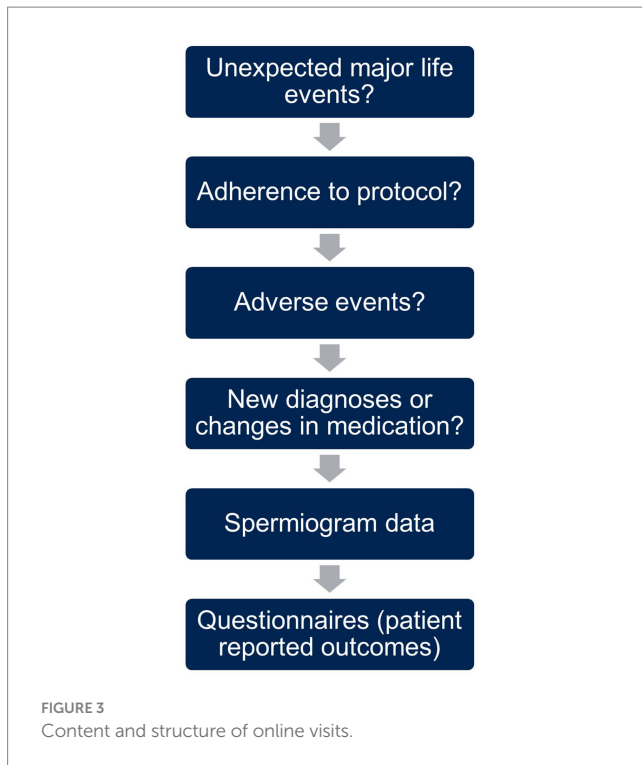 Unexpected major life
events?
Adherence to protocol?
Adverse events?
New diagnoses or
changes in medication?
Spermiogram data
Questionnaires (patient
reported outcomes)
FIGURE 3
Content and structure of online visits.